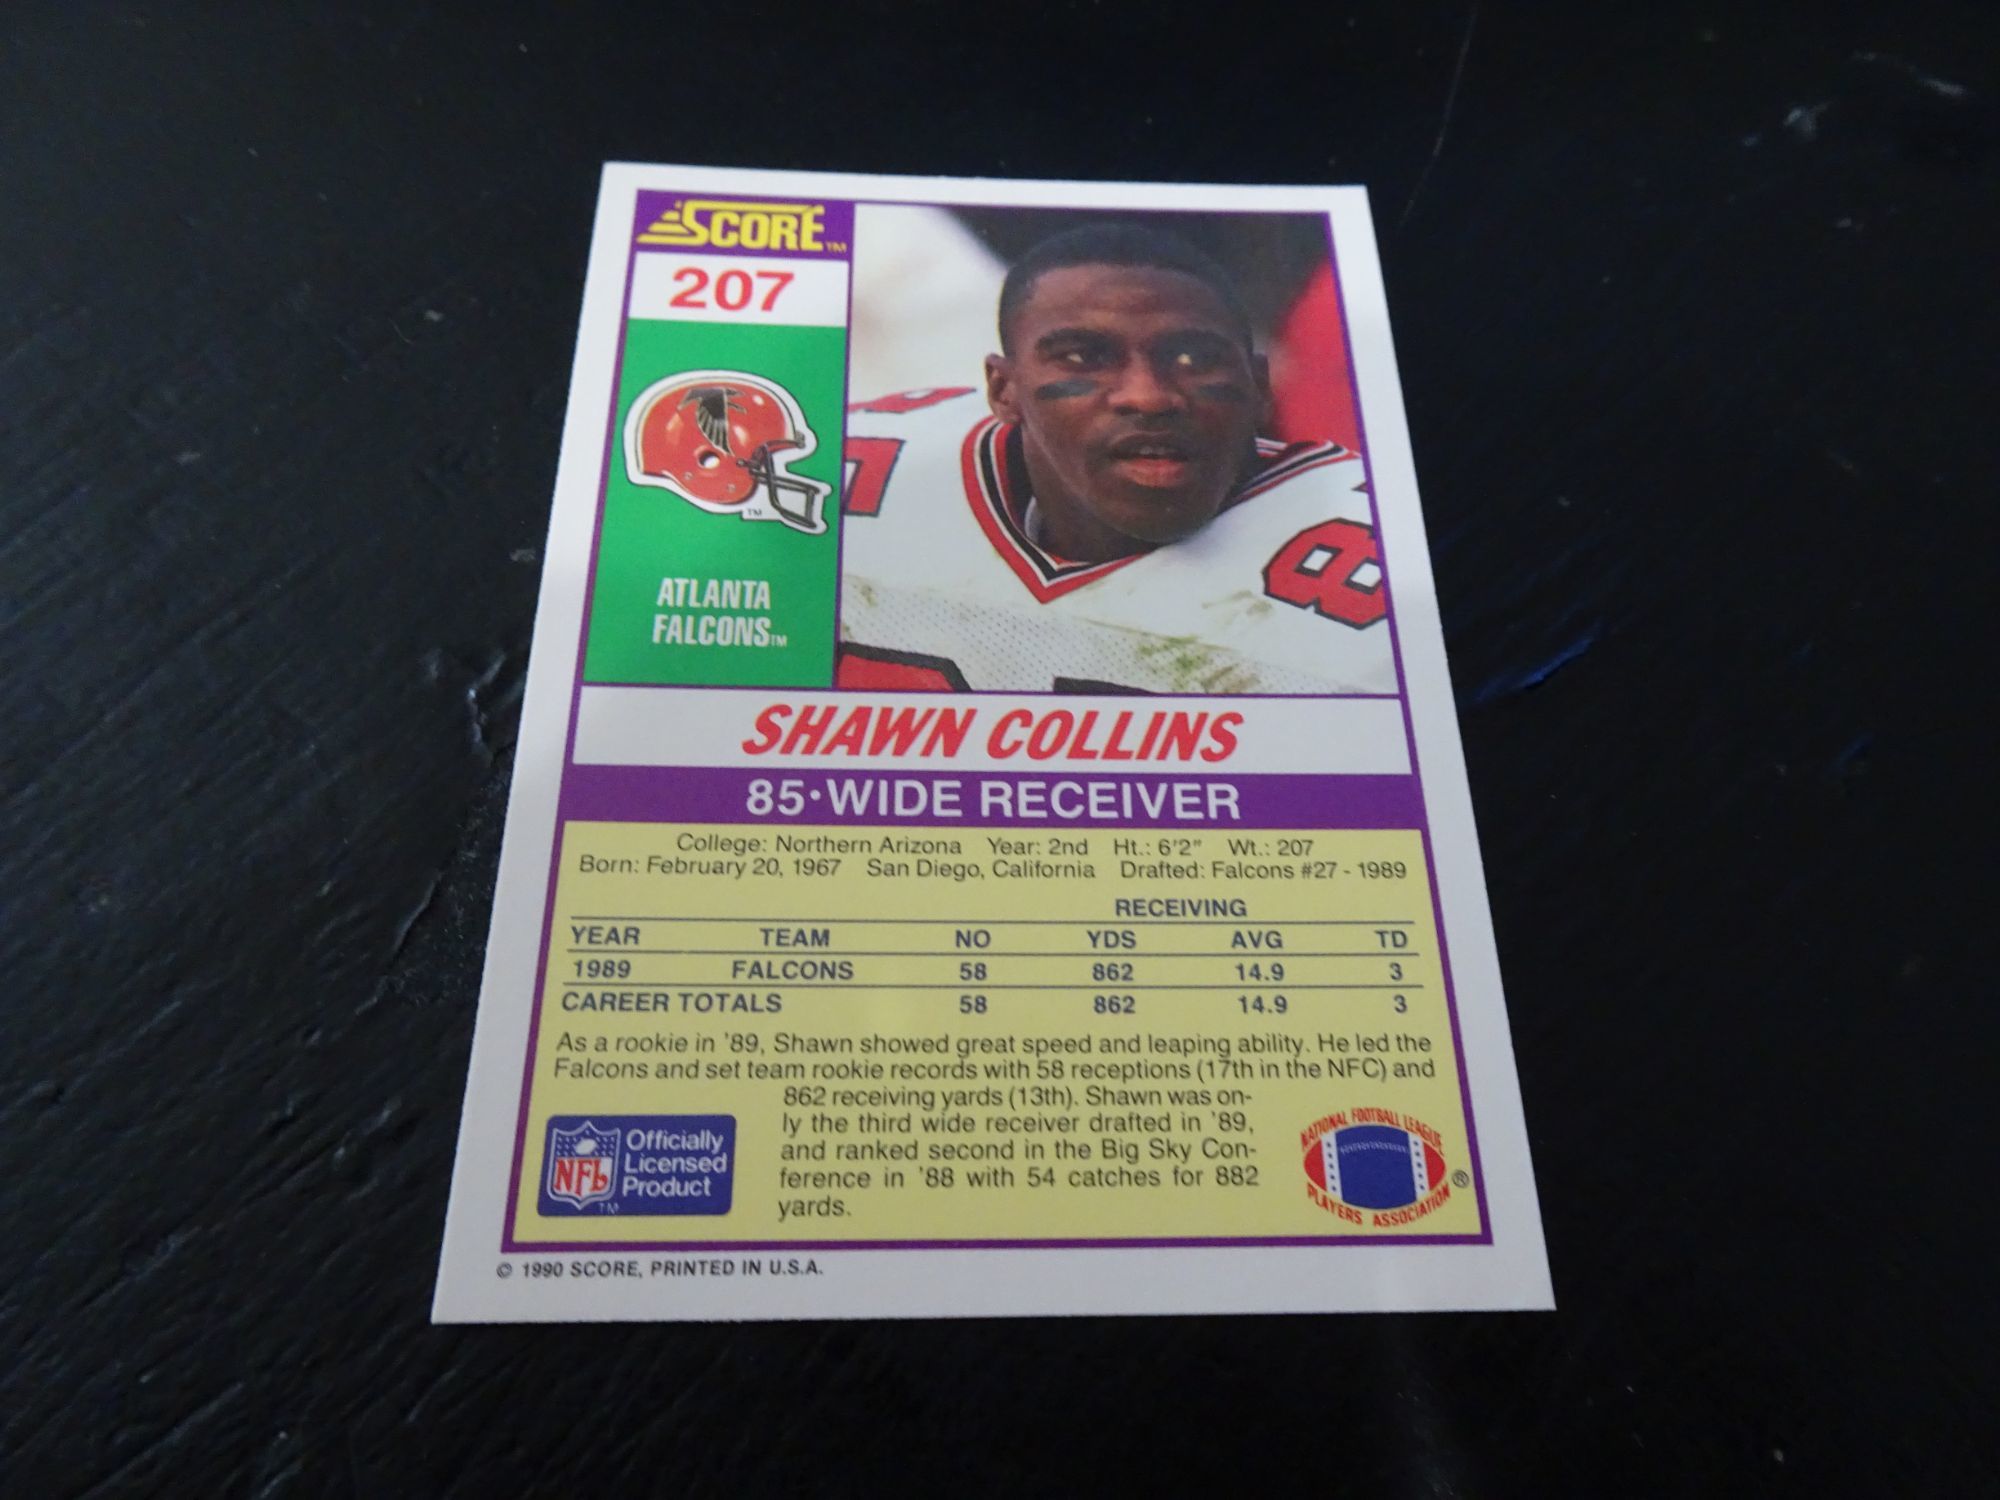 SCORE™
207
ATLANTA
FALCONS™
TM
8
SHAWN COLLINS
85·WIDE RECEIVER
College: Northern Arizona Year: 2nd Ht.: 6'2" Wt.: 207
Born: February 20, 1967 San Diego, California Drafted: Falcons #27 - 1989
RECEIVING
YEAR TEAM NO YDS AVG TD
1989 FALCONS 58 862 14.9 3
CAREER TOTALS 58 862 14.9 3
As a rookie in '89, Shawn showed great speed and leaping ability. He led the
Falcons and set team rookie records with 58 receptions (17th in the NFC) and
862 receiving yards (13th). Shawn was on-
ly the third wide receiver drafted in '89,
and ranked second in the Big Sky Con-
ference in '88 with 54 catches for 882
yards.
NFL
TM
Officially
Licensed
Product
NATIONAL FOOTBALL LEAGUE
PLAYERS ASSOCIATION ®
© 1990 SCORE, PRINTED IN U.S.A.